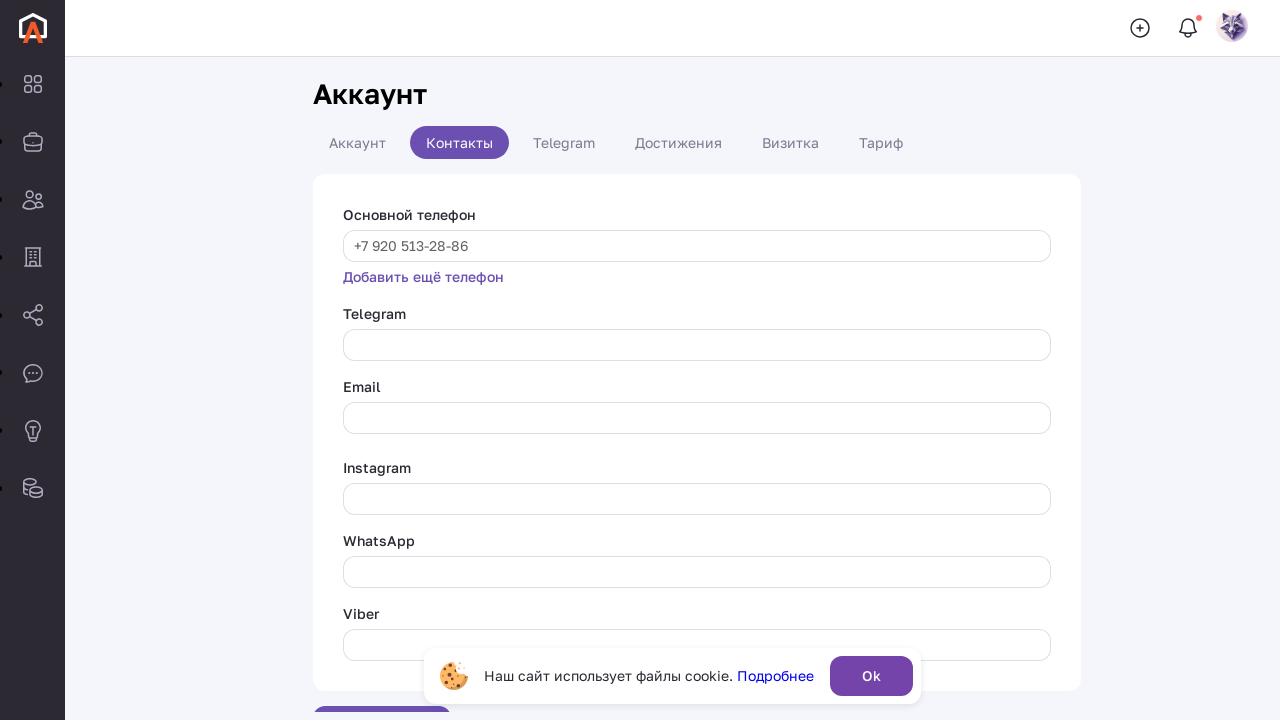 Аккаунт
Аккаунт Контакты Telegram Достижения Визитка Тариф
Основной телефон
+7 920 513-28-86
Добавить ещё телефон
Telegram
Email
Instagram
WhatsApp
Viber
Наш сайт использует файлы cookie. Подробнее Ok